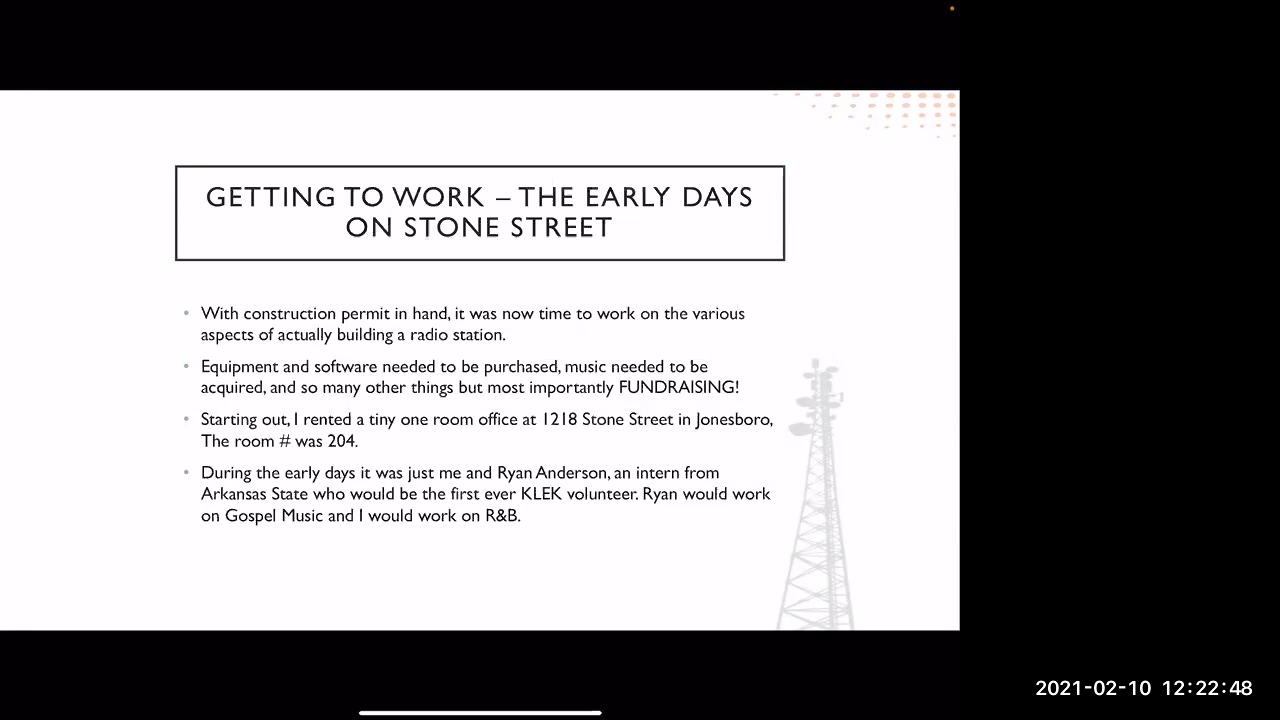 GETTING TO WORK – THE EARLY DAYS
ON STONE STREET
• With construction permit in hand, it was now time to work on the various
aspects of actually building a radio station.
• Equipment and software needed to be purchased, music needed to be
acquired, and so many other things but most importantly FUNDRAISING!
• Starting out, I rented a tiny one room office at 1218 Stone Street in Jonesboro,
The room # was 204.
• During the early days it was just me and Ryan Anderson, an intern from
Arkansas State who would be the first ever KLEK volunteer. Ryan would work
on Gospel Music and I would work on R&B.
2021-02-10 12:22:48